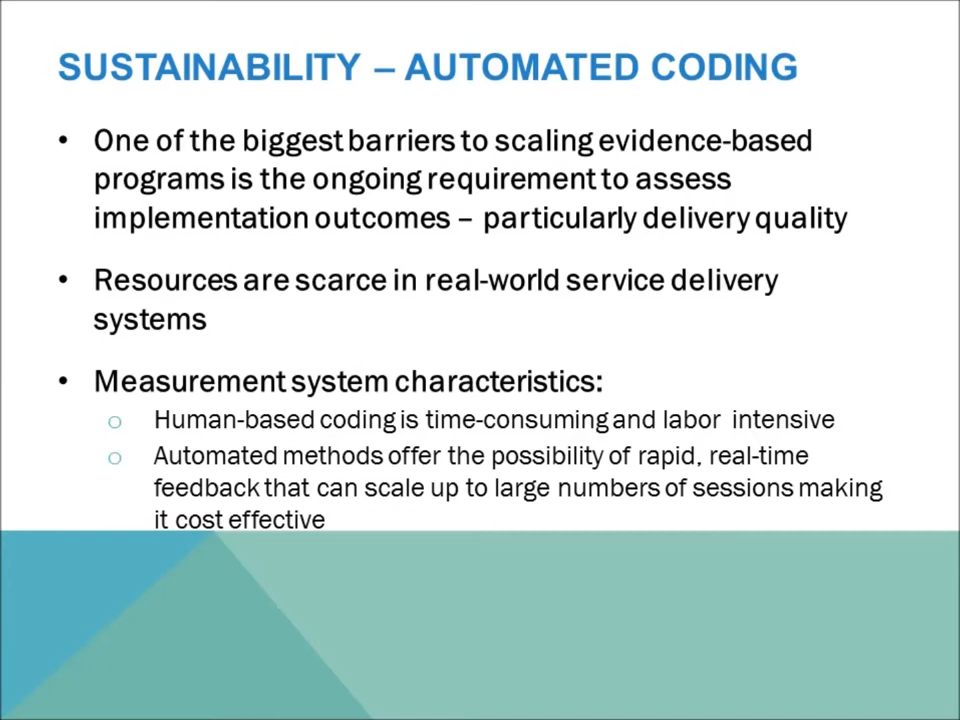 SUSTAINABILITY – AUTOMATED CODING
• One of the biggest barriers to scaling evidence-based
programs is the ongoing requirement to assess
implementation outcomes – particularly delivery quality
• Resources are scarce in real-world service delivery
systems
• Measurement system characteristics:
o Human-based coding is time-consuming and labor intensive
o Automated methods offer the possibility of rapid, real-time
feedback that can scale up to large numbers of sessions making
it cost effective